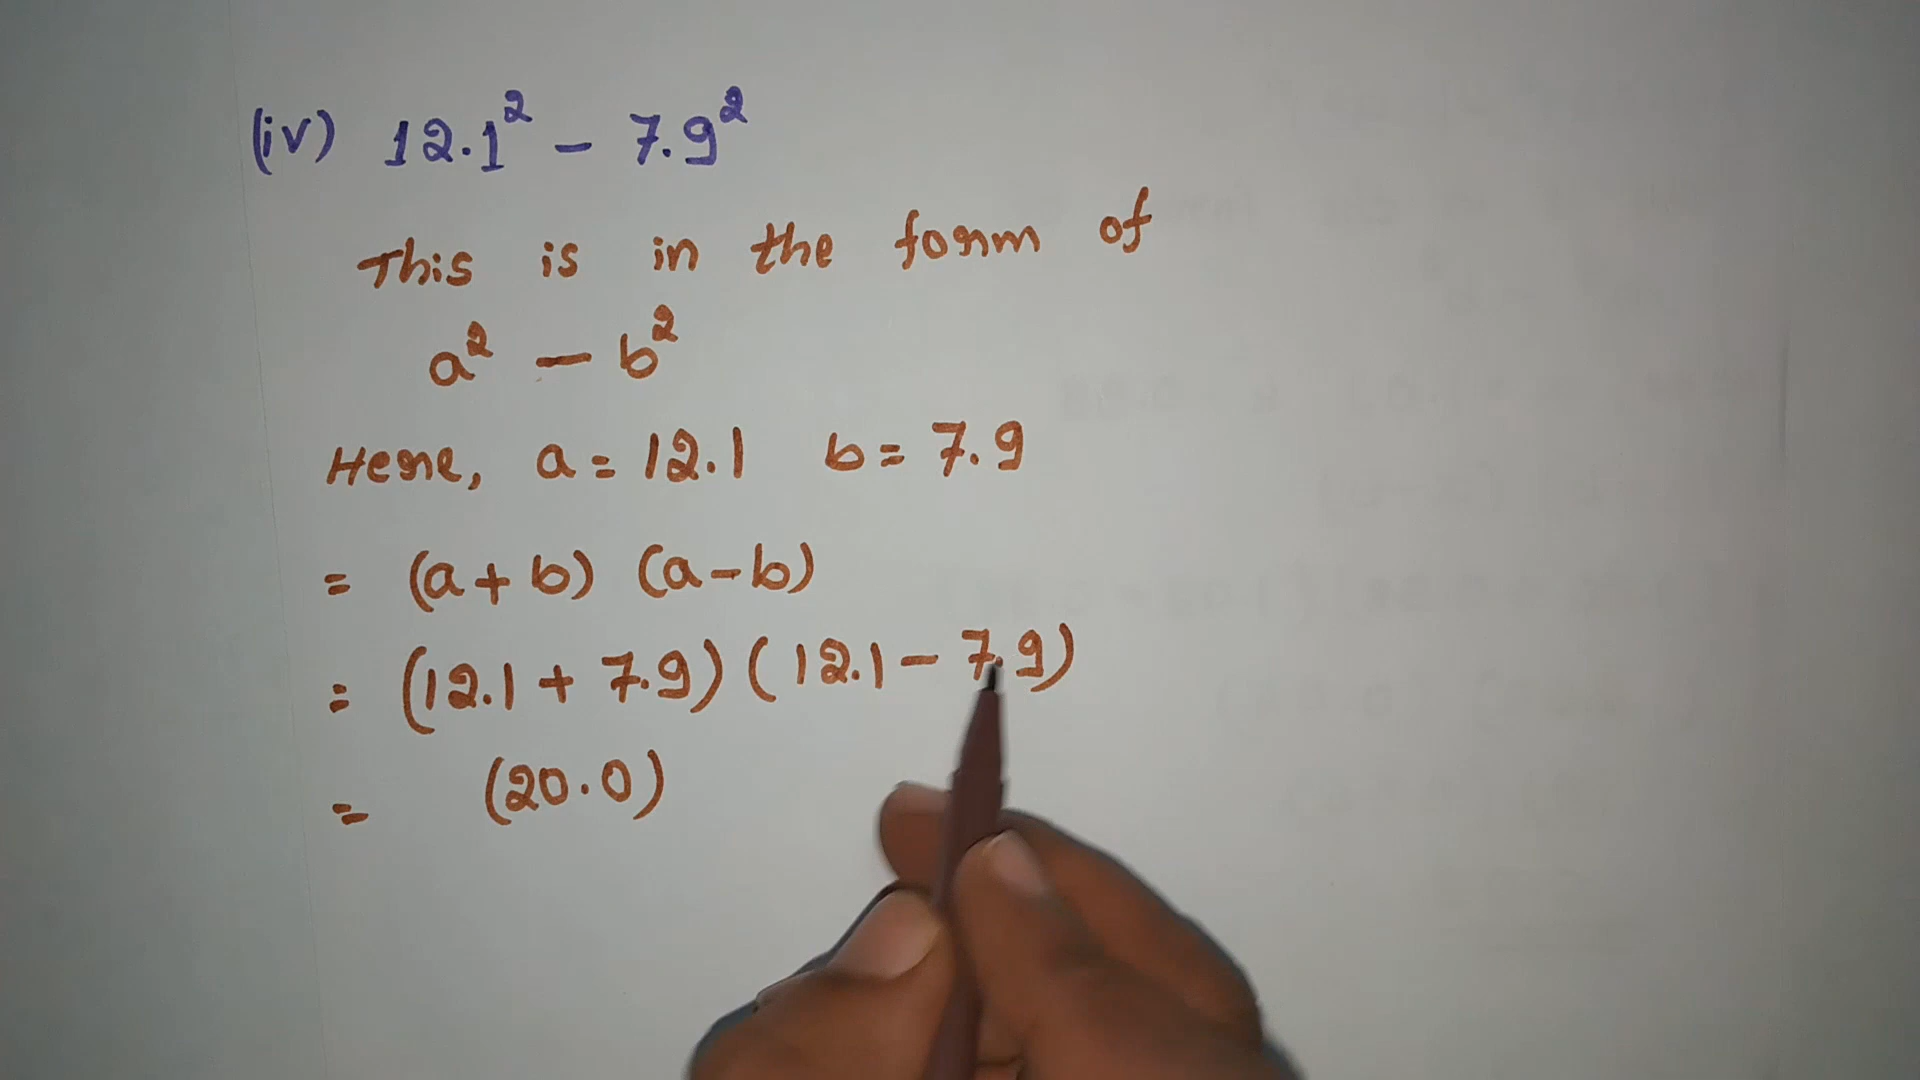 (iv) 12.1² - 7.9²
This is in the form of
a² - b²
Here, a = 12.1 b = 7.9
= (a + b) (a - b)
= (12.1 + 7.9) (12.1 - 7.9)
= (20.0)